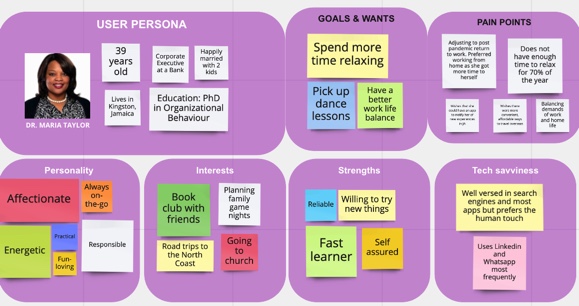 USER PERSONA
39
years
old
Corporate
Executive
at a Bank
Happily
married
with 2
kids
Lives in
Kingston,
Jamaica
Education: PhD
in Organizational
Behaviour
DR. MARIA TAYLOR
GOALS & WANTS
Spend more
time relaxing
Pick up
dance
lessons
Have a
better
work life
balance
PAIN POINTS
Adjusting to post
pandemic return
to work. Preferred
working from
home as she got
more time to
herself
Does not
have enough
time to relax
for 70% of
the year
Balancing
demands
of work and
home life
Personality
Affectionate
Always
on-
the-go
Energetic
Practical
Fun-
loving
Responsible
Interests
Book
club with
friends
Planning
family
game
nights
Road trips to
the North
Coast
Going
to
church
Strengths
Reliable
Willing to try
new things
Fast
learner
Self
assured
Tech savviness
Well versed in search
engines and most
apps but prefers the
human touch
Uses Linkedin
and
Whatsapp
most
frequently